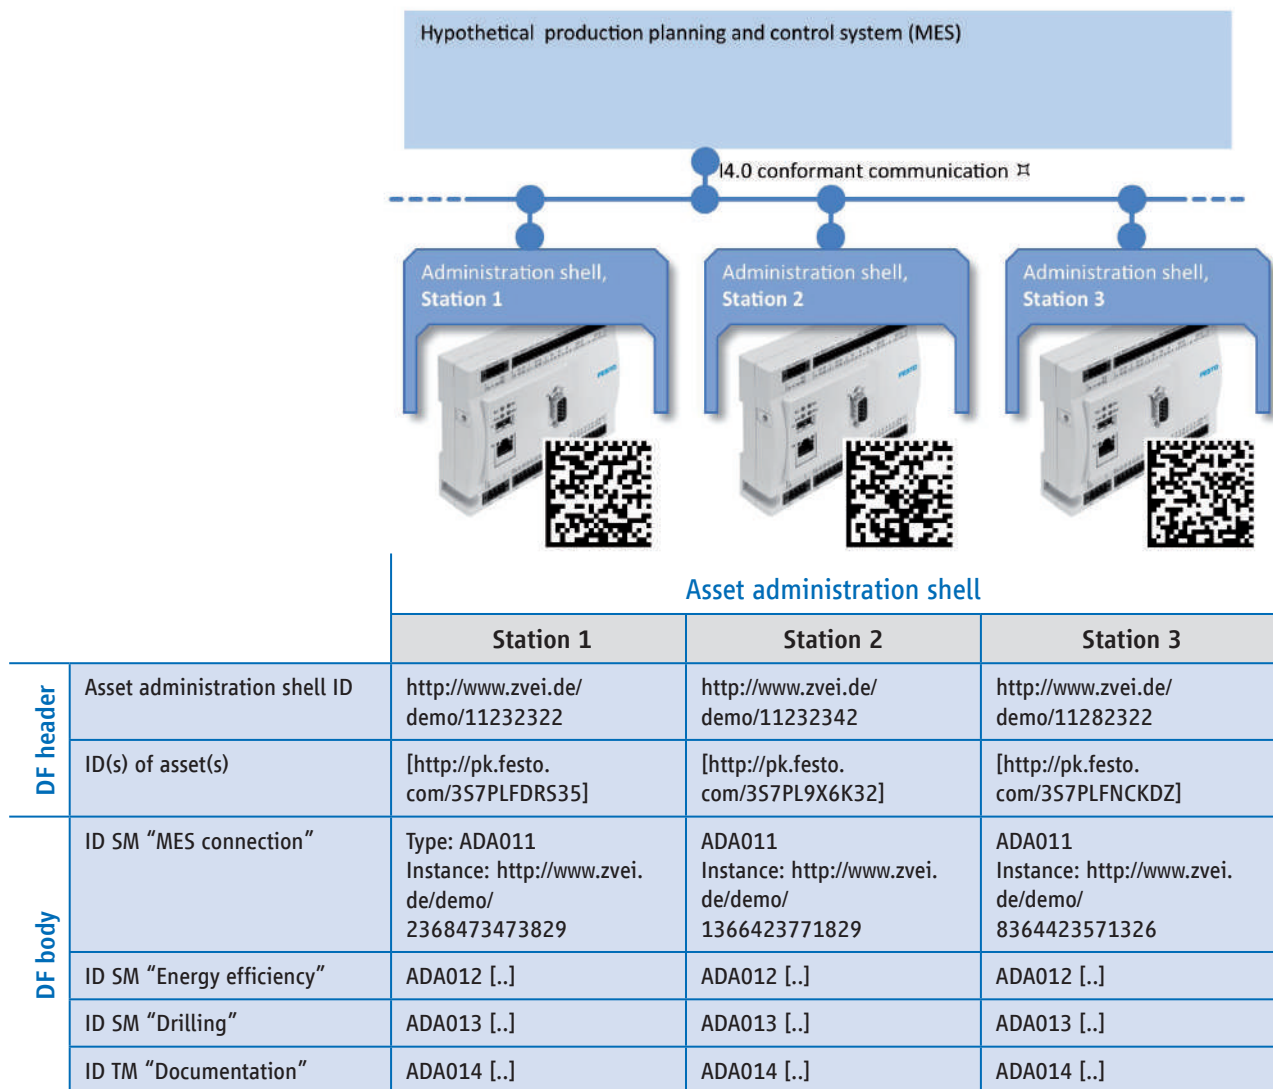 Hypothetical production planning and control system (MES)
I4.0 conformant communication ¤
Administration shell,
Station 1
Administration shell,
Station 2
Administration shell,
Station 3
FESTO
FESTO
FESTO
Asset administration shell
Station 1
Station 2
Station 3
DF header
Asset administration shell ID
http://www.zvei.de/
demo/11232322
http://www.zvei.de/
demo/11232342
http://www.zvei.de/
demo/11282322
ID(s) of asset(s)
[http://pk.festo.
com/3S7PLFDRS35]
[http://pk.festo.
com/3S7PL9X6K32]
[http://pk.festo.
com/3S7PLFNCKDZ]
DF body
ID SM “MES connection”
Type: ADA011
Instance: http://www.zvei.
de/demo/
2368473473829
ADA011
Instance: http://www.zvei.
de/demo/
1366423771829
ADA011
Instance: http://www.zvei.
de/demo/
8364423571326
ID SM “Energy efficiency”
ADA012 [..]
ADA012 [..]
ADA012 [..]
ID SM “Drilling”
ADA013 [..]
ADA013 [..]
ADA013 [..]
ID TM “Documentation”
ADA014 [..]
ADA014 [..]
ADA014 [..]